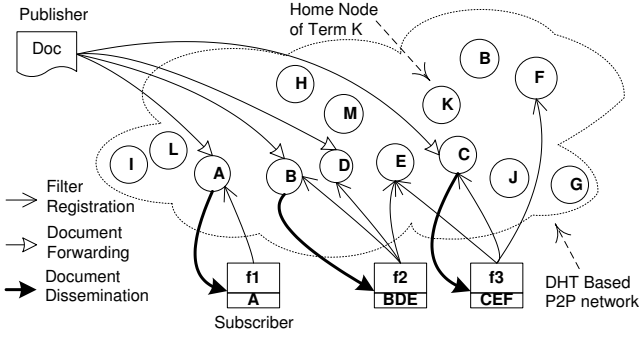 Publisher
Doc
Home Node
of Term K
B
F
H
K
M
L
I
A
B
D
E
C
J
G
Filter
Registration
Document
Forwarding
Document
Dissemination
f1
A
Subscriber
f2
BDE
f3
CEF
DHT Based
P2P network